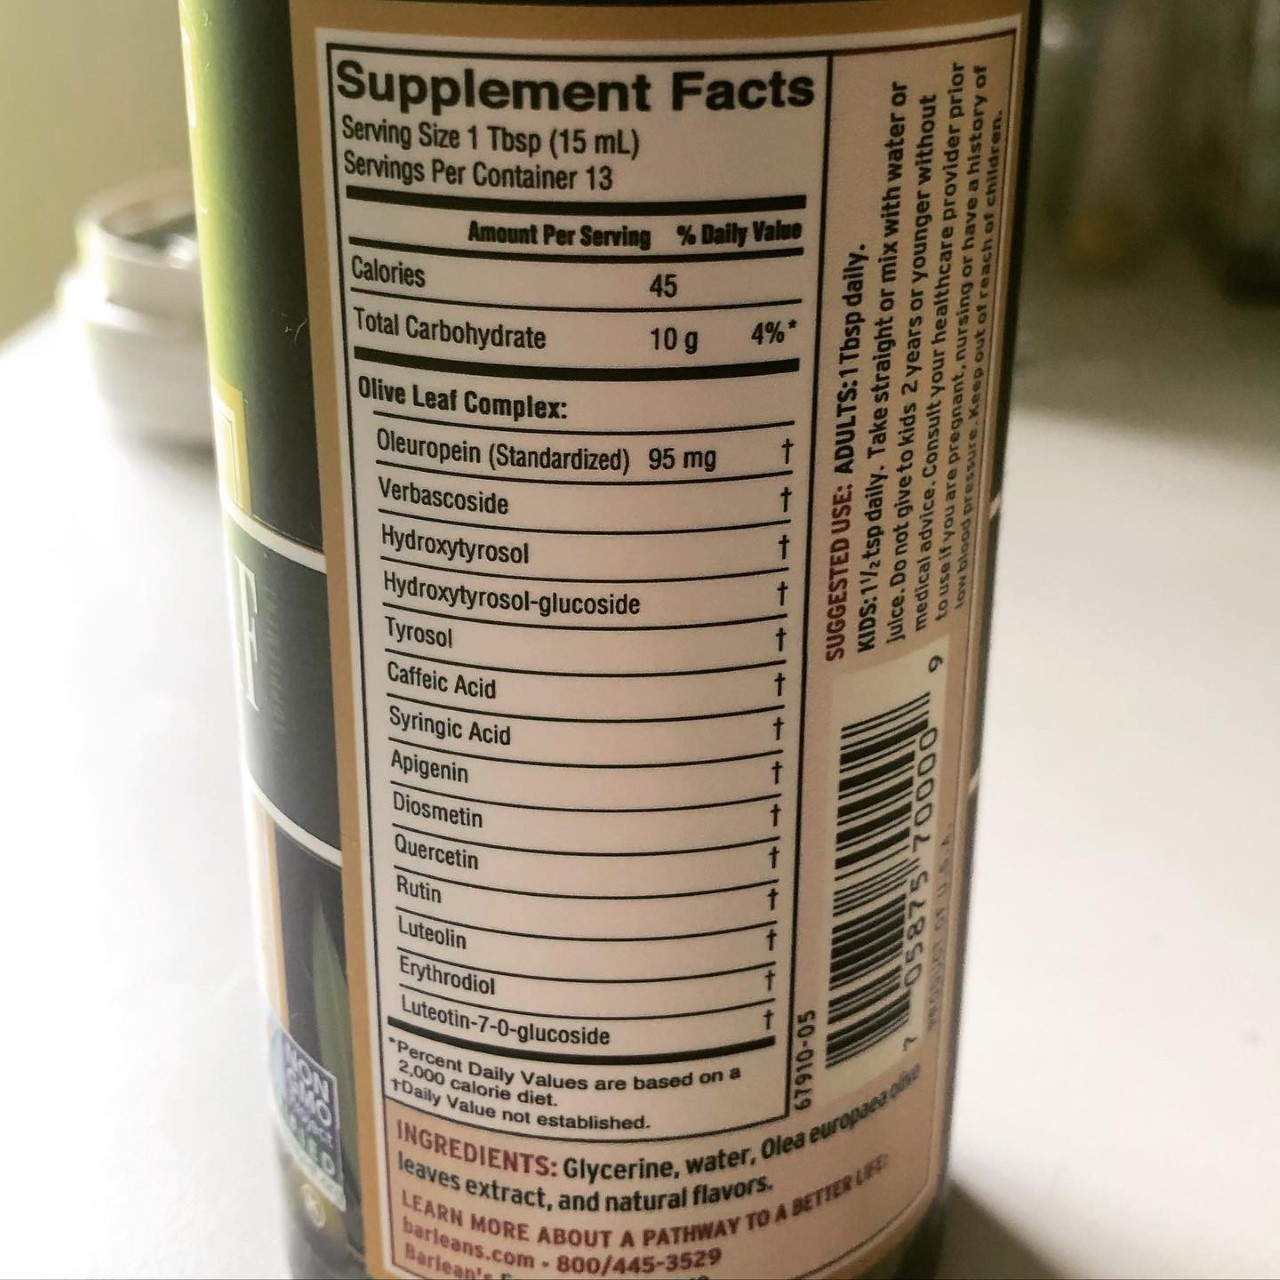 Supplement Facts
Serving Size 1 Tbsp (15 mL)
Servings Per Container 13
Amount Per Serving % Daily Value
Calories 45
Total Carbohydrate 10 g 4%*
Olive Leaf Complex:
Oleuropein (Standardized) 95 mg †
Verbascoside †
Hydroxytyrosol †
Hydroxytyrosol-glucoside †
Tyrosol †
Caffeic Acid †
Syringic Acid †
Apigenin †
Diosmetin †
Quercetin †
Rutin †
Luteolin †
Erythrodiol †
Luteotin-7-0-glucoside †
*Percent Daily Values are based on a
2,000 calorie diet.
†Daily Value not established.
INGREDIENTS: Glycerine, water, Olea europaea olive
leaves extract, and natural flavors.
LEARN MORE ABOUT A PATHWAY TO A BETTER LIFE:
barleans.com • 800/445-3529
Barlean's
SUGGESTED USE: ADULTS: 1 Tbsp daily.
KIDS: 1 1/2 tsp daily. Take straight or mix with water or
juice. Do not give to kids 2 years or younger without
medical advice. Consult your healthcare provider prior
to use if you are pregnant, nursing or have a history of
low blood pressure. Keep out of reach of children.
7 05875 70000 9
PRODUCT OF U.S.A.
67910-05
NON
GMO
Project